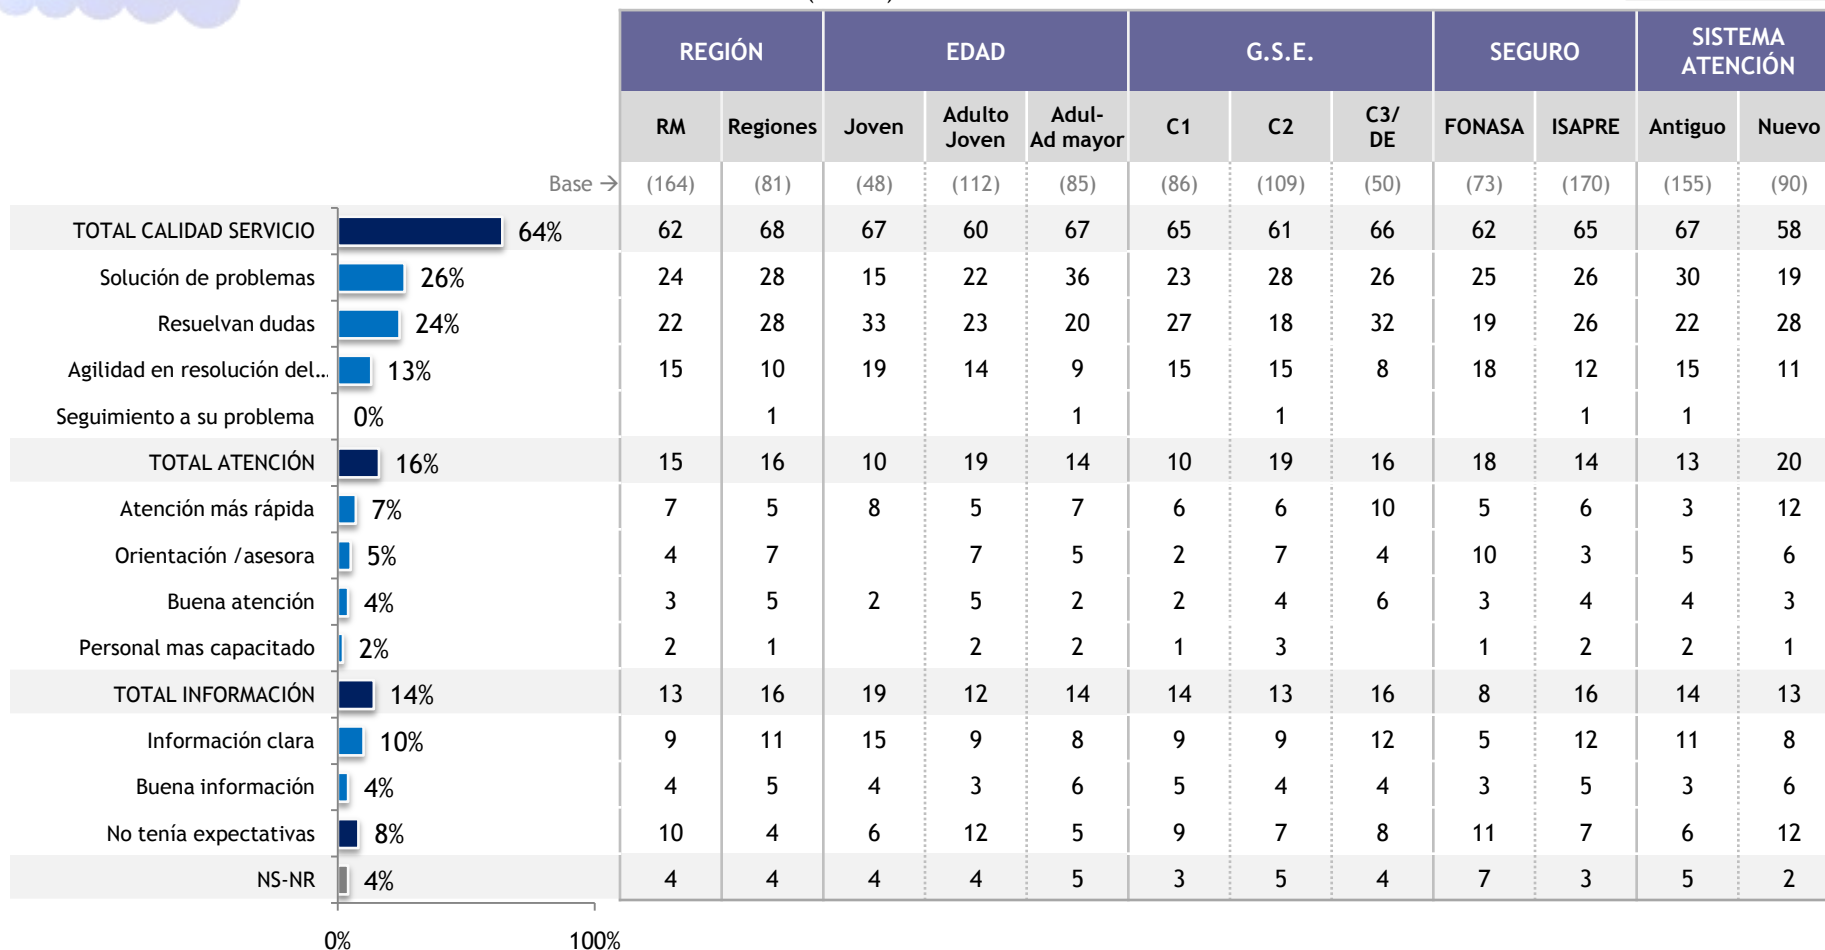 REGIÓN EDAD G.S.E. SEGURO SISTEMA ATENCIÓN
RM Regiones Joven Adulto Joven Adul-Ad mayor C1 C2 C3/DE FONASA ISAPRE Antiguo Nuevo
Base → (164) (81) (48) (112) (85) (86) (109) (50) (73) (170) (155) (90)
TOTAL CALIDAD SERVICIO 64% 62 68 67 60 67 65 61 66 62 65 67 58
Solución de problemas 26% 24 28 15 22 36 23 28 26 25 26 30 19
Resuelvan dudas 24% 22 28 33 23 20 27 18 32 19 26 22 28
Agilidad en resolución del… 13% 15 10 19 14 9 15 15 8 18 12 15 11
Seguimiento a su problema 0% 1 1 1 1 1
TOTAL ATENCIÓN 16% 15 16 10 19 14 10 19 16 18 14 13 20
Atención más rápida 7% 7 5 8 5 7 6 6 10 5 6 3 12
Orientación /asesora 5% 4 7 7 5 2 7 4 10 3 5 6
Buena atención 4% 3 5 2 5 2 2 4 6 3 4 4 3
Personal mas capacitado 2% 2 1 2 2 1 3 1 2 2 1
TOTAL INFORMACIÓN 14% 13 16 19 12 14 14 13 16 8 16 14 13
Información clara 10% 9 11 15 9 8 9 9 12 5 12 11 8
Buena información 4% 4 5 4 3 6 5 4 4 3 5 3 6
No tenía expectativas 8% 10 4 6 12 5 9 7 8 11 7 6 12
NS-NR 4% 4 4 4 4 5 3 5 4 7 3 5 2
0% 100%